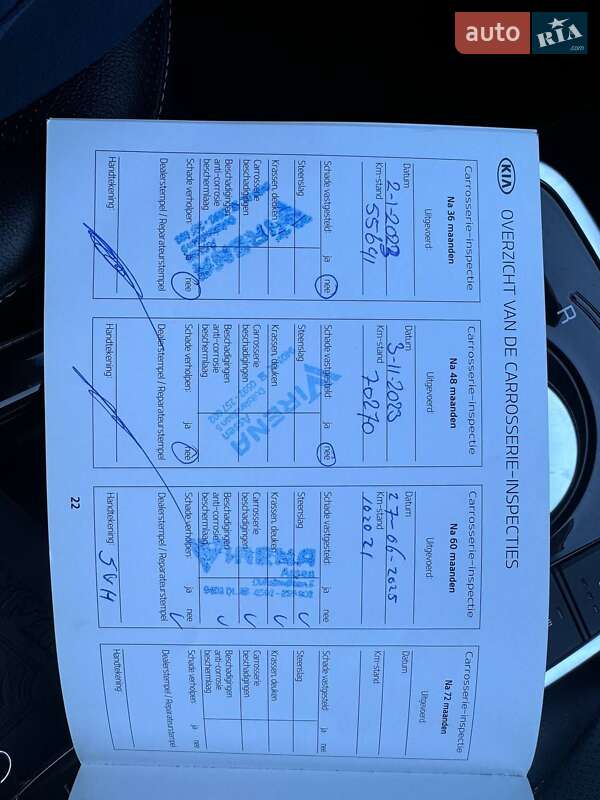 auto RIA .com
KIA OVERZICHT VAN DE CARROSSERIE-INSPECTIES
Carrosserie-inspectie
Na 36 maanden
Uitgevoerd:
Datum 2-1-2023
Km-stand 55641
Schade vastgesteld: ja nee
Steenslag
Krassen, deuken
Carrosserie
beschadigingen
Beschadigingen
anti-corrosie
beschermlaag
Schade verholpen: ja nee
Dealerstempel / Reparateurstempel
WIRENA
Handtekening:
Carrosserie-inspectie
Na 48 maanden
Uitgevoerd:
Datum 3-11-2023
Km-stand 70270
Schade vastgesteld: ja nee
Steenslag
Krassen, deuken
Carrosserie
beschadigingen
Beschadigingen
anti-corrosie
beschermlaag
Schade verholpen: ja nee
Dealerstempel / Reparateurstempel
WIRENA
Assen
Handtekening:
Carrosserie-inspectie
Na 60 maanden
Uitgevoerd:
Datum 27-06-2025
Km-stand 102021
Schade vastgesteld: ja nee
Steenslag
Krassen, deuken
Carrosserie
beschadigingen
Beschadigingen
anti-corrosie
beschermlaag
Schade verholpen: ja nee
Dealerstempel / Reparateurstempel
Handtekening: JVH
Carrosserie-inspectie
Na 72 maanden
Uitgevoerd:
Datum
Km-stand
Schade vastgesteld: ja nee
Steenslag
Krassen, deuken
Carrosserie
beschadigingen
Beschadigingen
anti-corrosie
beschermlaag
Schade verholpen: ja nee
Dealerstempel / Reparateurstempel
Handtekening:
22
R